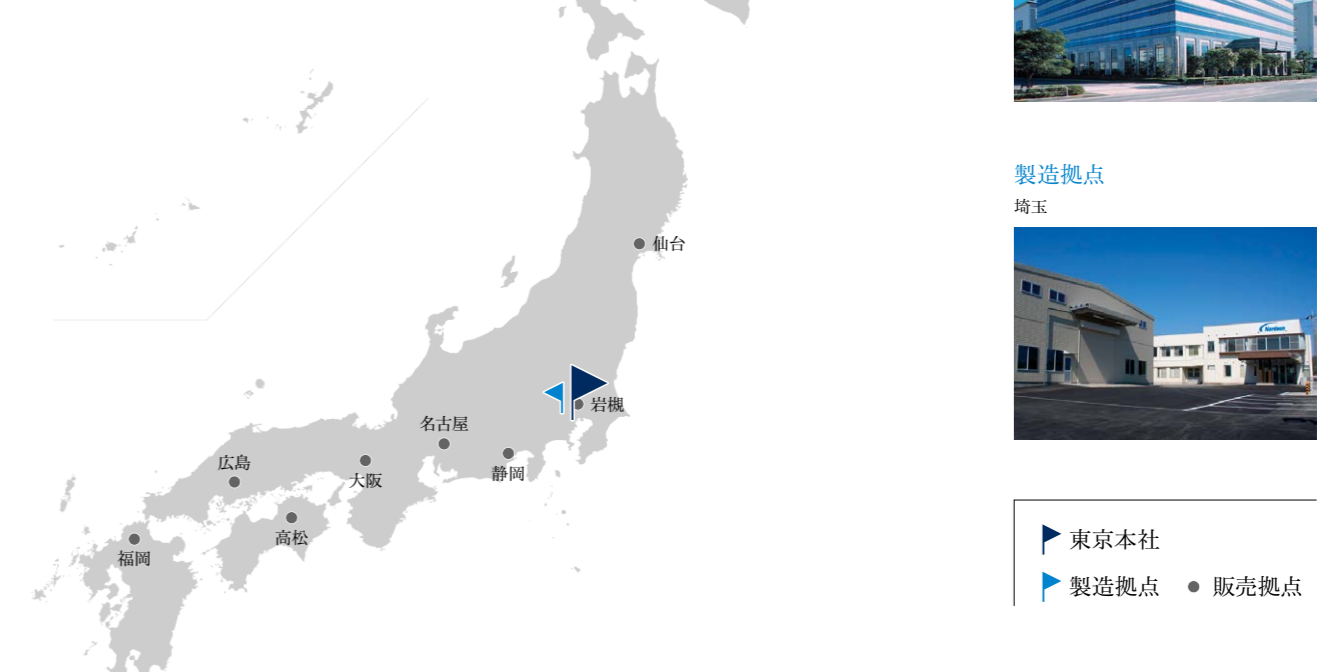 製造拠点
埼玉
Nordson
仙台
岩槻
名古屋
静岡
広島
大阪
高松
福岡
東京本社
製造拠点
販売拠点